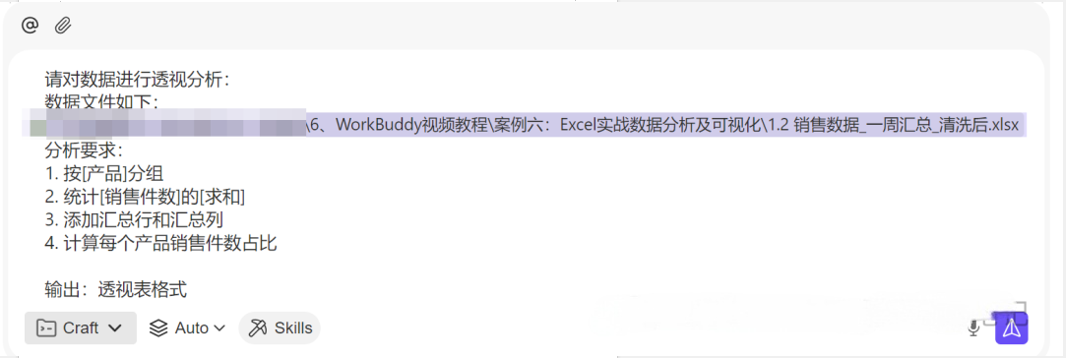 请对数据进行透视分析：
数据文件如下：
\6、WorkBuddy视频教程\案例六：Excel实战数据分析及可视化\1.2 销售数据_一周汇总_清洗后.xlsx
分析要求：
1. 按[产品]分组
2. 统计[销售件数]的[求和]
3. 添加汇总行和汇总列
4. 计算每个产品销售件数占比
输出：透视表格式
Craft Auto Skills